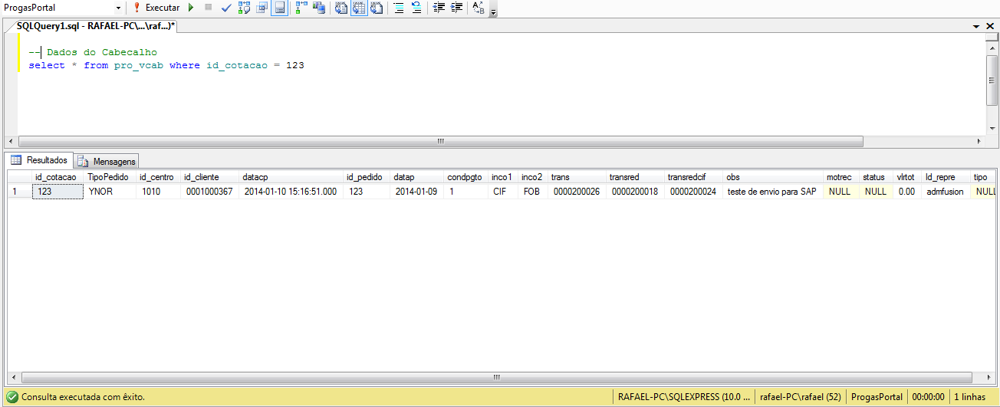 ProgasPortal Executar
SQLQuery1.sql - RAFAEL-PC\...\raf...)*
-- Dados do Cabecalho
select * from pro_vcab where id_cotacao = 123
Resultados Mensagens
id_cotacao TipoPedido id_centro id_cliente datacp id_pedido datap condpgto inco1 inco2 trans transred transredcif obs motrec status vlrtot Id_repre tipo
1 123 YNOR 1010 0001000367 2014-01-10 15:16:51.000 123 2014-01-09 1 CIF FOB 0000200026 0000200018 0000200024 teste de envio para SAP NULL NULL 0.00 admfusion NULL
Consulta executada com êxito. RAFAEL-PC\SQLEXPRESS (10.0 ... rafael-PC\rafael (52) ProgasPortal 00:00:00 1 linhas